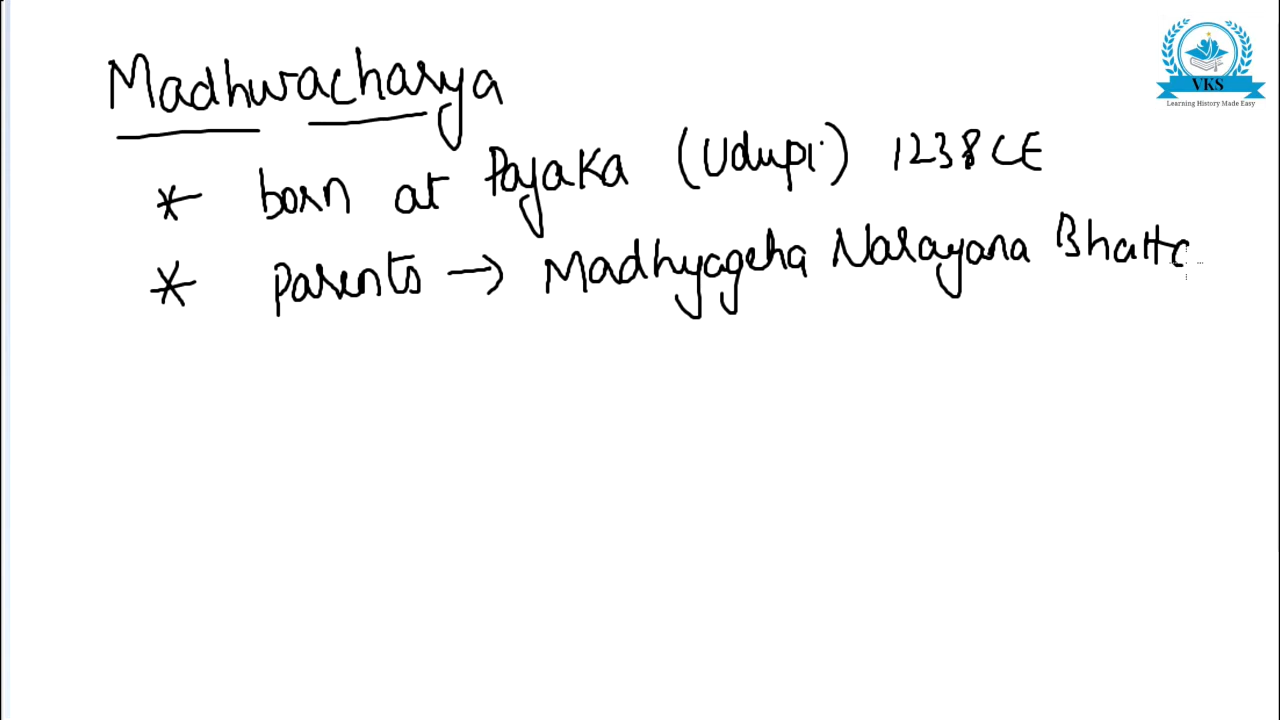 Madhwacharya
* born at Pajaka (Udupi) 1238 CE
* Parents → Madhyageha Narayana Bhatta
VKS
Learning History Made Easy